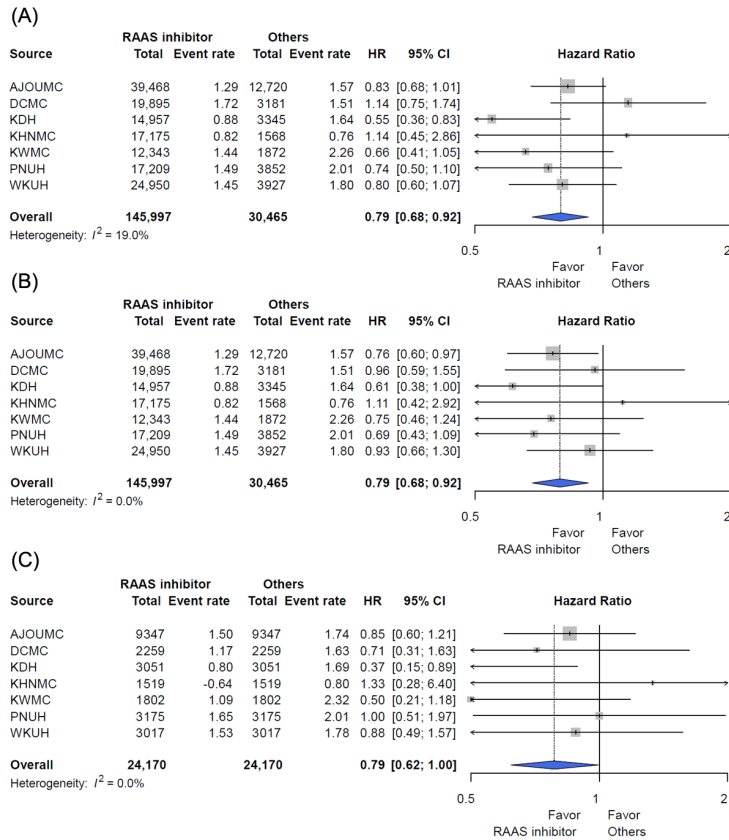 (A)
RAAS inhibitor Others
Source Total Event rate Total Event rate HR 95% CI Hazard Ratio
AJOUMC 39,468 1.29 12,720 1.57 0.83 [0.68; 1.01]
DCMC 19,895 1.72 3181 1.51 1.14 [0.75; 1.74]
KDH 14,957 0.88 3345 1.64 0.55 [0.36; 0.83]
KHNMC 17,175 0.82 1568 0.76 1.14 [0.45; 2.86]
KWMC 12,343 1.44 1872 2.26 0.66 [0.41; 1.05]
PNUH 17,209 1.49 3852 2.01 0.74 [0.50; 1.10]
WKUH 24,950 1.45 3927 1.80 0.80 [0.60; 1.07]
Overall 145,997 30,465 0.79 [0.68; 0.92]
Heterogeneity: I² = 19.0%
0.5 1 2
Favor Favor
RAAS inhibitor Others
(B)
RAAS inhibitor Others
Source Total Event rate Total Event rate HR 95% CI Hazard Ratio
AJOUMC 39,468 1.29 12,720 1.57 0.76 [0.60; 0.97]
DCMC 19,895 1.72 3181 1.51 0.96 [0.59; 1.55]
KDH 14,957 0.88 3345 1.64 0.61 [0.38; 1.00]
KHNMC 17,175 0.82 1568 0.76 1.11 [0.42; 2.92]
KWMC 12,343 1.44 1872 2.26 0.75 [0.46; 1.24]
PNUH 17,209 1.49 3852 2.01 0.69 [0.43; 1.09]
WKUH 24,950 1.45 3927 1.80 0.93 [0.66; 1.30]
Overall 145,997 30,465 0.79 [0.68; 0.92]
Heterogeneity: I² = 0.0%
0.5 1 2
Favor Favor
RAAS inhibitor Others
(C)
RAAS inhibitor Others
Source Total Event rate Total Event rate HR 95% CI Hazard Ratio
AJOUMC 9347 1.50 9347 1.74 0.85 [0.60; 1.21]
DCMC 2259 1.17 2259 1.63 0.71 [0.31; 1.63]
KDH 3051 0.80 3051 1.69 0.37 [0.15; 0.89]
KHNMC 1519 -0.64 1519 0.80 1.33 [0.28; 6.40]
KWMC 1802 1.09 1802 2.32 0.50 [0.21; 1.18]
PNUH 3175 1.65 3175 2.01 1.00 [0.51; 1.97]
WKUH 3017 1.53 3017 1.78 0.88 [0.49; 1.57]
Overall 24,170 24,170 0.79 [0.62; 1.00]
Heterogeneity: I² = 0.0%
0.5 1 2
Favor Favor
RAAS inhibitor Others